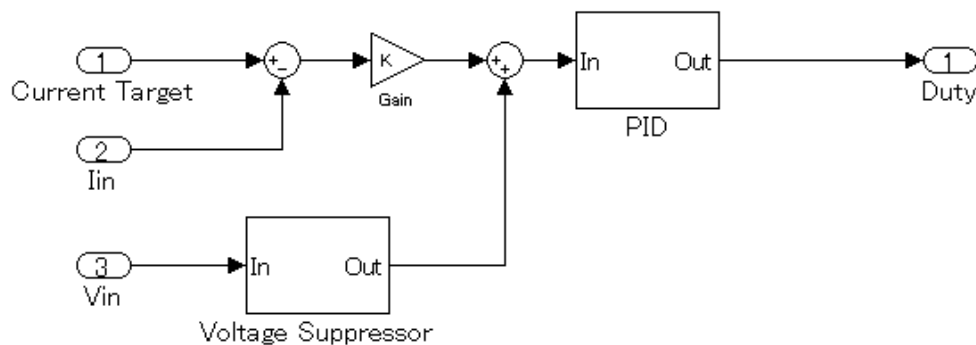 1
+
−
K
+
+
In
Out
1
Current Target
Gain
Duty
PID
2
Iin
3
In
Out
Vin
Voltage Suppressor